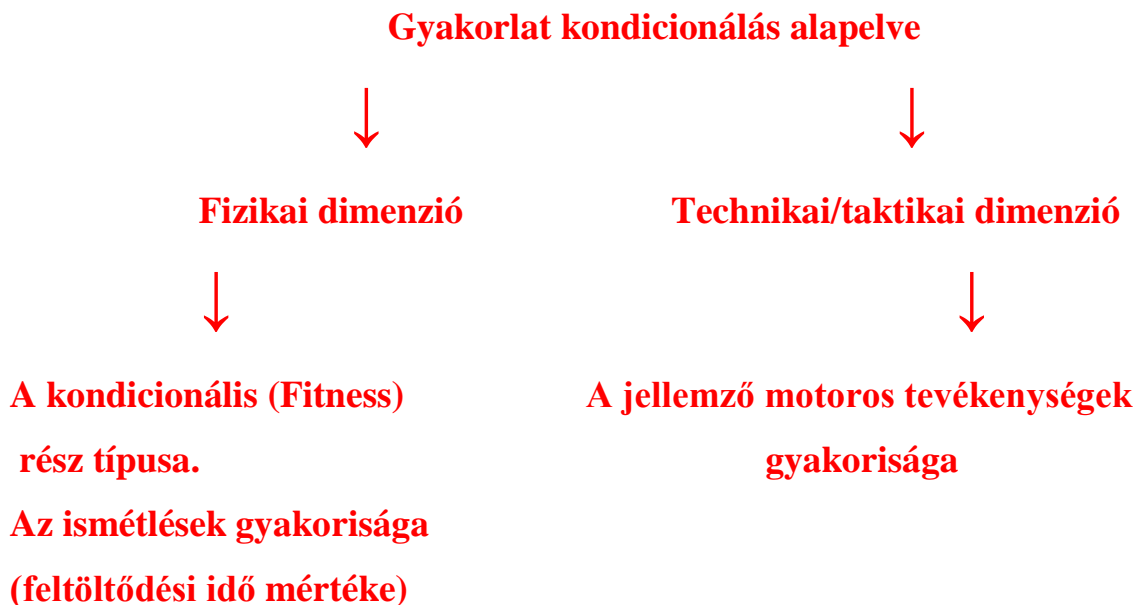 Gyakorlat kondicionálás alapelve
Fizikai dimenzió
Technikai/taktikai dimenzió
A kondicionális (Fitness)
rész típusa.
Az ismétlések gyakorisága
(feltöltődési idő mértéke)
A jellemző motoros tevékenységek
gyakorisága